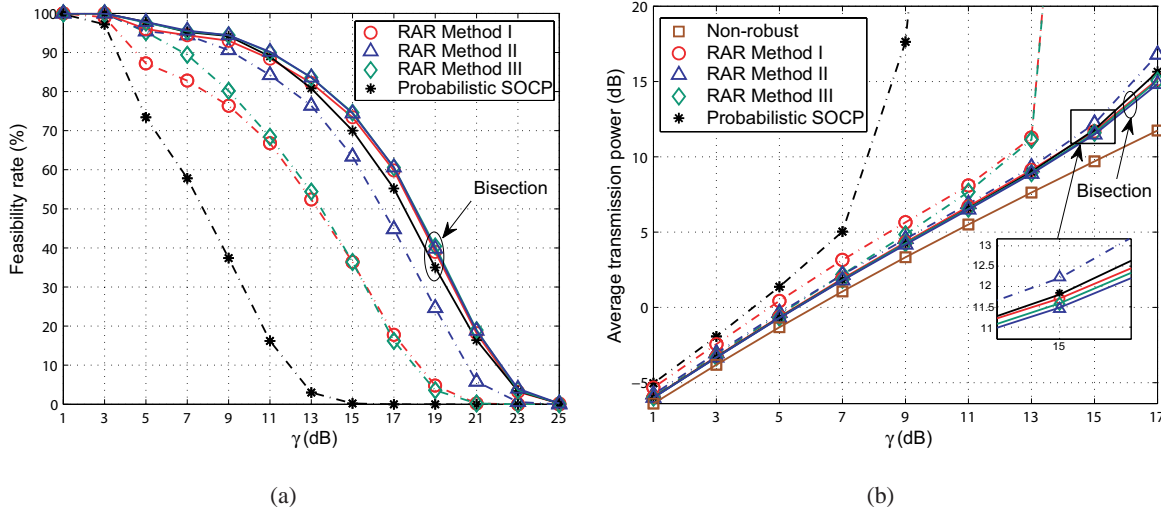 100
90
80
70
60
50
40
30
20
10
0
Feasibility rate (%)
1 3 5 7 9 11 13 15 17 19 21 23 25
γ (dB)
RAR Method I
RAR Method II
RAR Method III
Probabilistic SOCP
Bisection
(a)
20
15
10
5
0
−5
Average transmission power (dB)
1 3 5 7 9 11 13 15 17
γ (dB)
Non-robust
RAR Method I
RAR Method II
RAR Method III
Probabilistic SOCP
Bisection
13
12.5
12
11.5
11
15
(b)